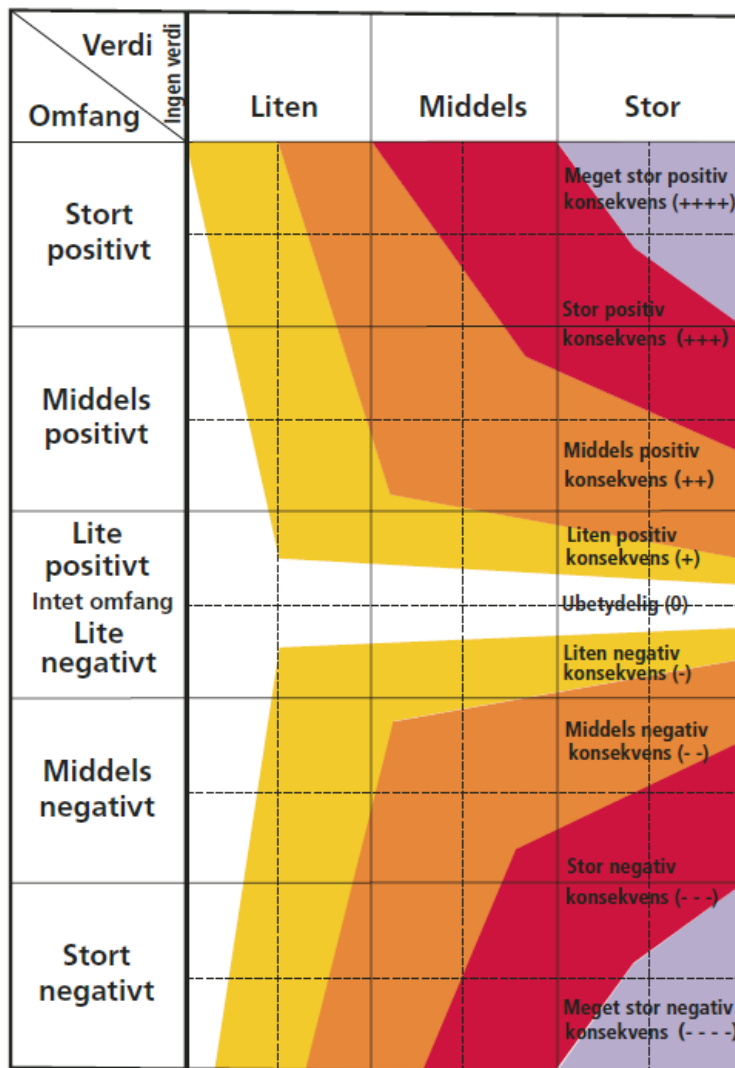 Verdi
Ingen verdi
Omfang
Liten
Middels
Stor
Stort
positivt
Meget stor positiv
konsekvens (++++)
Stor positiv
konsekvens (+++)
Middels
positivt
Middels positiv
konsekvens (++)
Lite
positivt
Liten positiv
konsekvens (+)
Intet omfang
Ubetydelig (0)
Lite
negativt
Liten negativ
konsekvens (-)
Middels
negativt
Middels negativ
konsekvens (- -)
Stor negativ
konsekvens (- - -)
Stort
negativt
Meget stor negativ
konsekvens (- - - -)